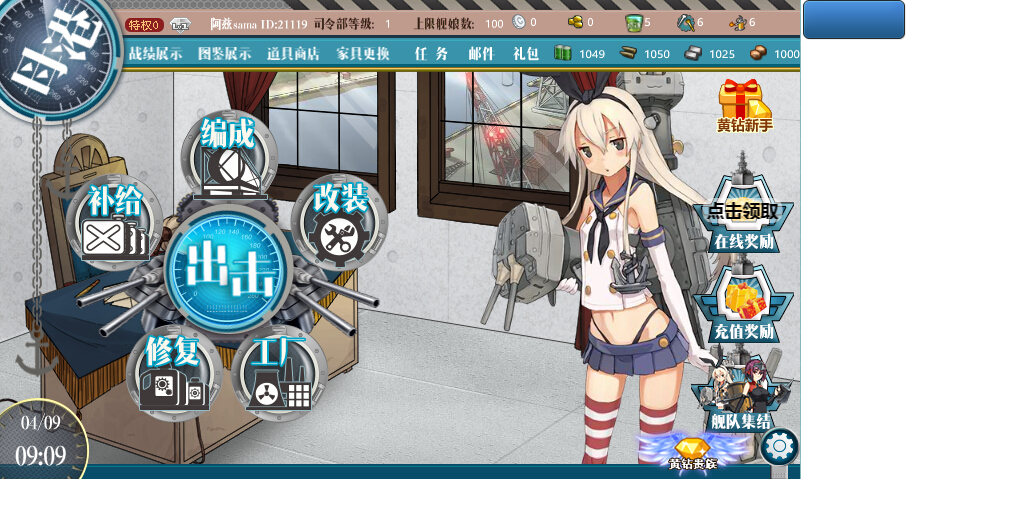 母港
特权0
阿兹sama ID:21119
司令部等级: 1
上限舰娘数: 100
0
0
5
6
6
战绩展示
图鉴展示
道具商店
家具更换
任 务
邮件
礼包
1049
1050
1025
1000
编成
补给
改装
出击
修复
工厂
黄钻新手
点击领取
在线奖励
充值奖励
舰队集结
黄钻贵族
04/09
09:09